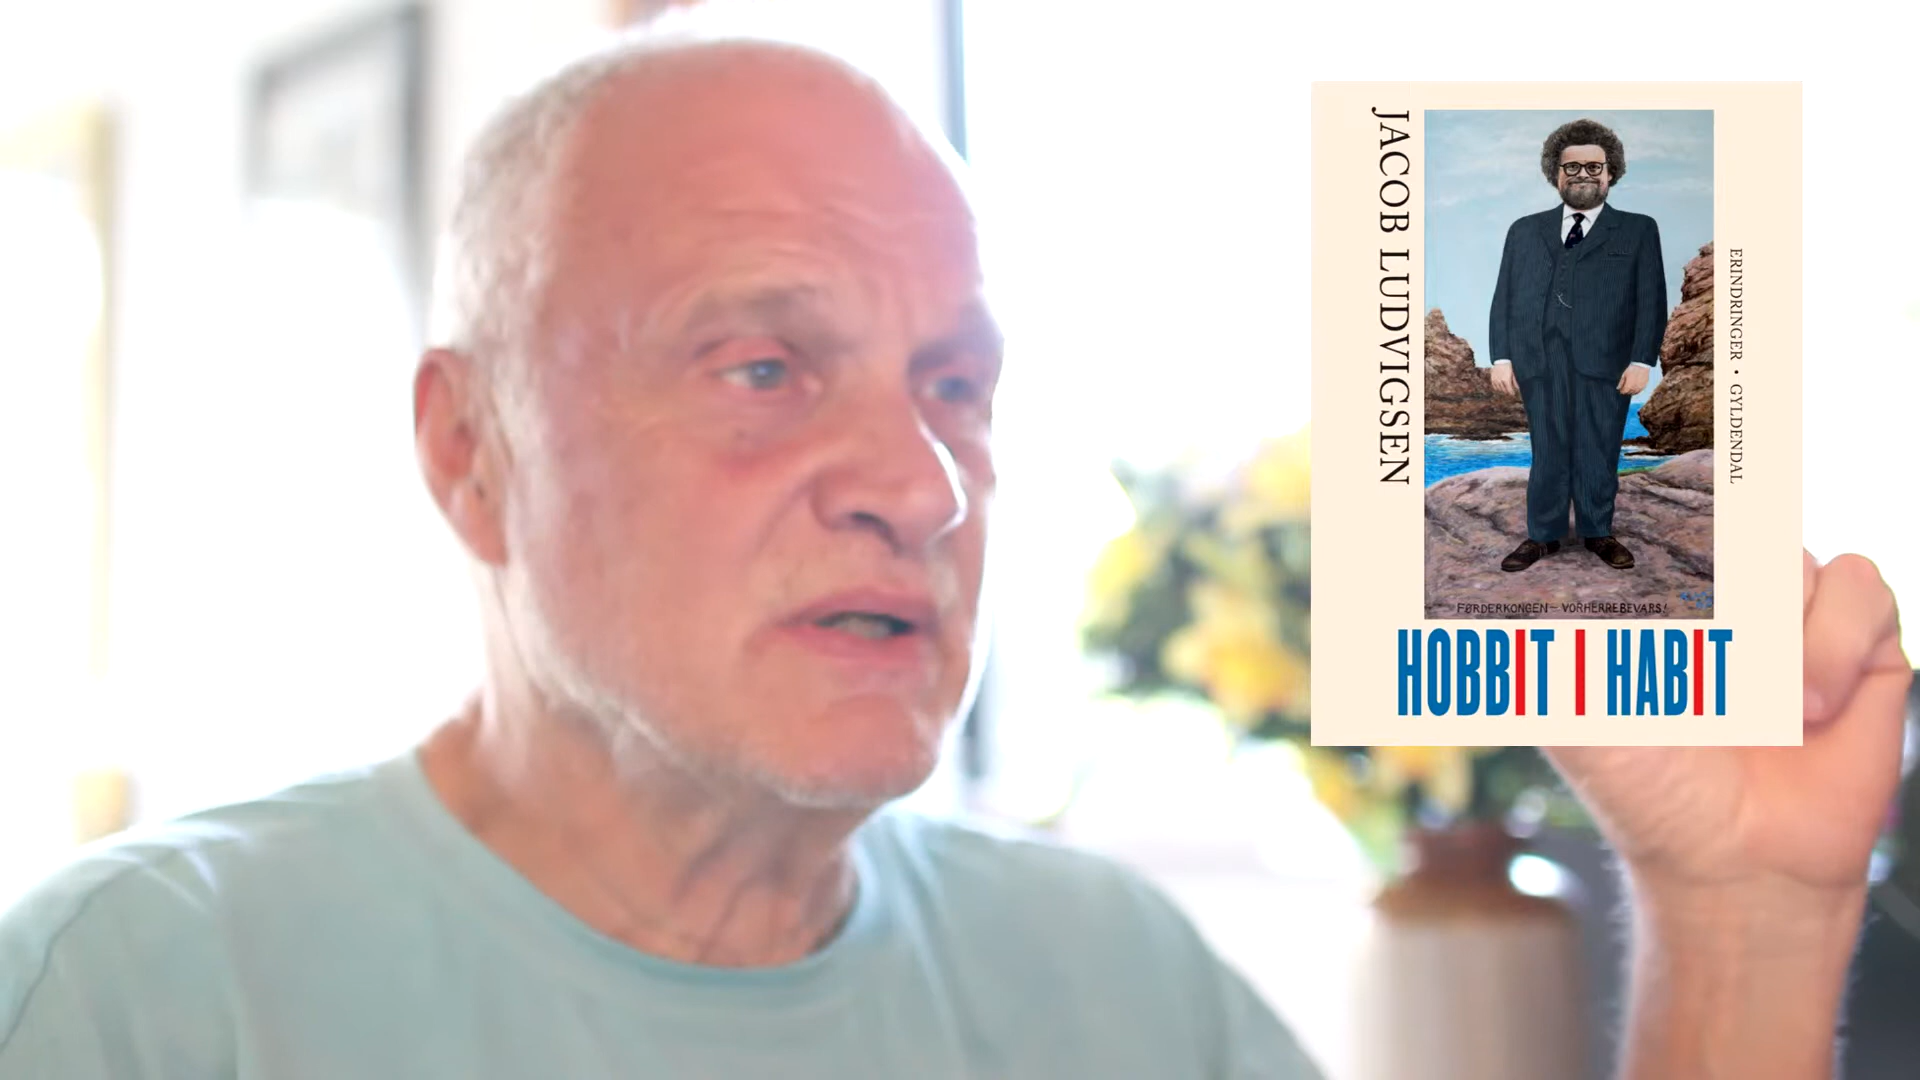 JACOB LUDVIGSEN
ERINDRINGER • GYLDENDAL
FØRDERKONGEN – VORHERREBEVARS!
HOBBIT I HABIT